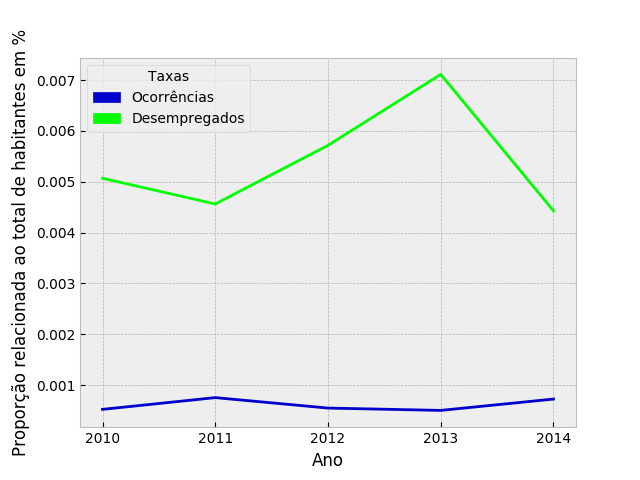 Proporção relacionada ao total de habitantes em %
Taxas
Ocorrências
Desempregados
0.007
0.006
0.005
0.004
0.003
0.002
0.001
2010 2011 2012 2013 2014
Ano